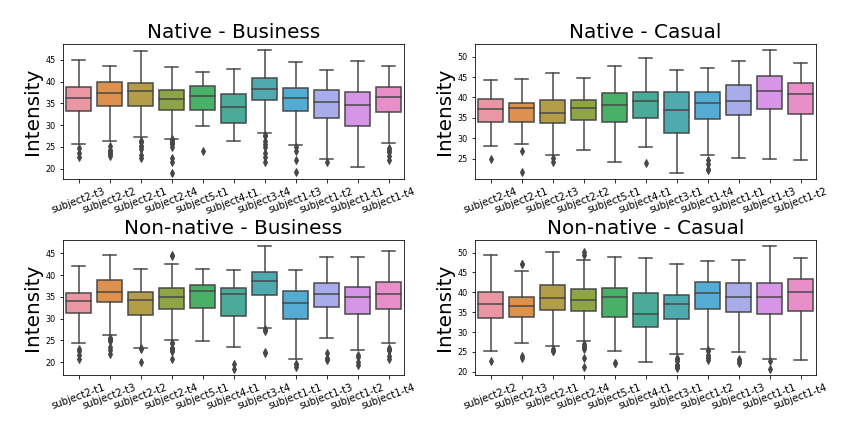 Native - Business
Intensity
45
40
35
30
25
20
subject2-t3 subject2-t2 subject2-t1 subject2-t4 subject5-t1 subject4-t1. subject3-t4 subject1-t3 subject1-t2 subject1-t1 subject1-t4
Native - Casual
Intensity
50
45
40
35
30
25
subject2-t4 subject2-t1 subject2-t3 subject2-t2 subject5-t1 subject4-t1 subject3-t1 subject1-t4 subject1-t1 subject1-t3 subject1-t2
Non-native - Business
Intensity
45
40
35
30
25
20
subject2-t1 subject2-t3 subject2-t2 subject2-t4 subject5-t1 subject4-t1 subject3-t4 subject1-t1 subject1-t3 subject1-t2 subject1-t4
Non-native - Casual
Intensity
50
45
40
35
30
25
20
subject2-t2 subject2-t3 subject2-t1 subject2-t4 subject5-t1 subject4-t1 subject3-t1 subject1-t2 subject1-t3 subject1-t1 subject1-t4